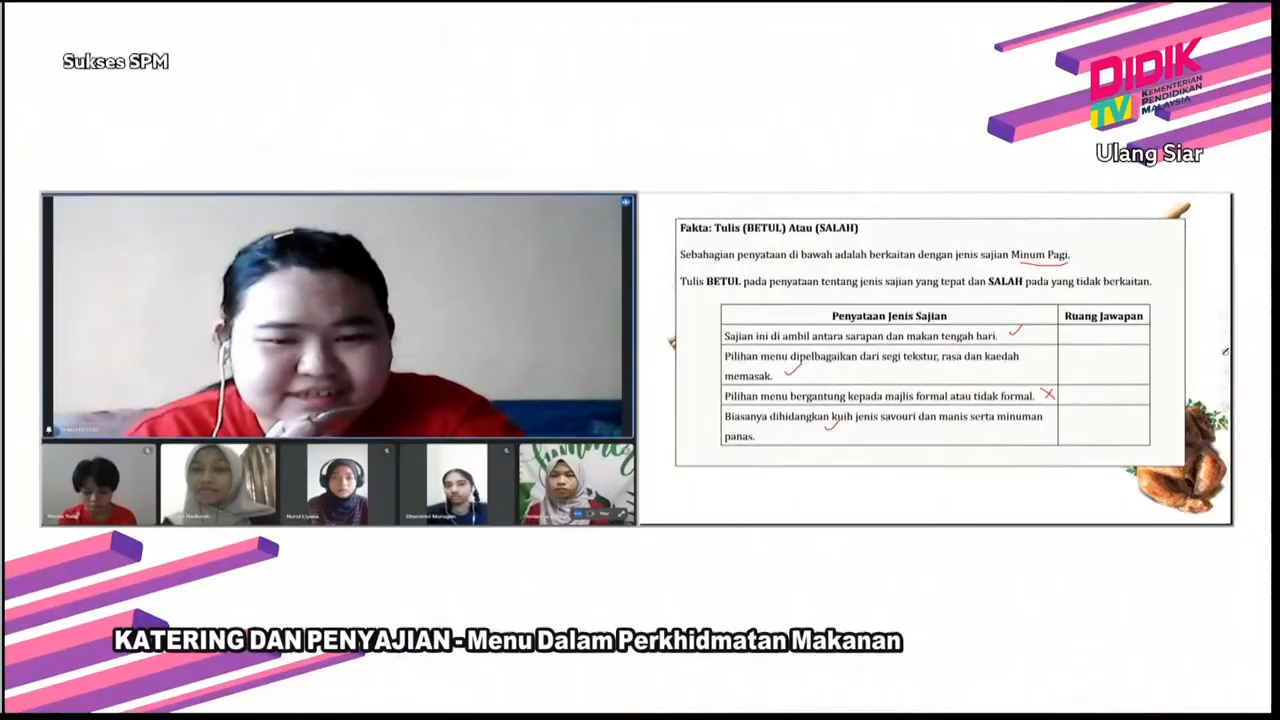 Sukses SPM
DIDIK
TV
KEMENTERIAN
PENDIDIKAN
MALAYSIA
Ulang Siar
Fakta: Tulis (BETUL) Atau (SALAH)
Sebahagian penyataan di bawah adalah berkaitan dengan jenis sajian Minum Pagi.
Tulis BETUL pada penyataan tentang jenis sajian yang tepat dan SALAH pada yang tidak berkaitan.
Penyataan Jenis Sajian Ruang Jawapan
Sajian ini di ambil antara sarapan dan makan tengah hari.
Pilihan menu dipelbagaikan dari segi tekstur, rasa dan kaedah
memasak.
Pilihan menu bergantung kepada majlis formal atau tidak formal.
Biasanya dihidangkan kuih jenis savouri dan manis serta minuman
panas.
Nurul Liyana
You
KATERING DAN PENYAJIAN - Menu Dalam Perkhidmatan Makanan